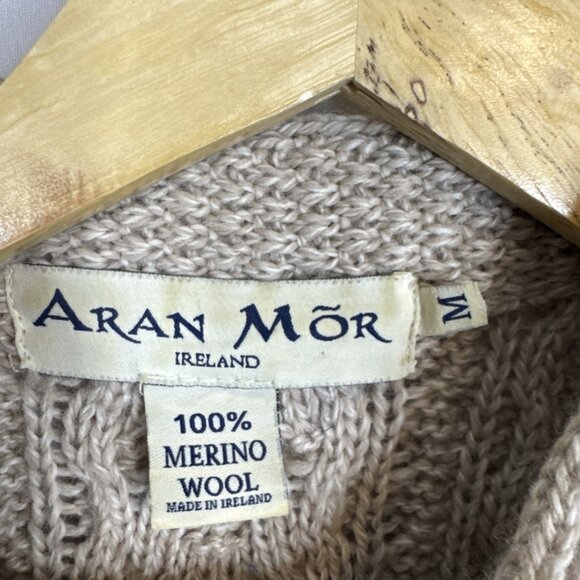 ARAN MÕR
IRELAND
M
100%
MERINO
WOOL
MADE IN IRELAND